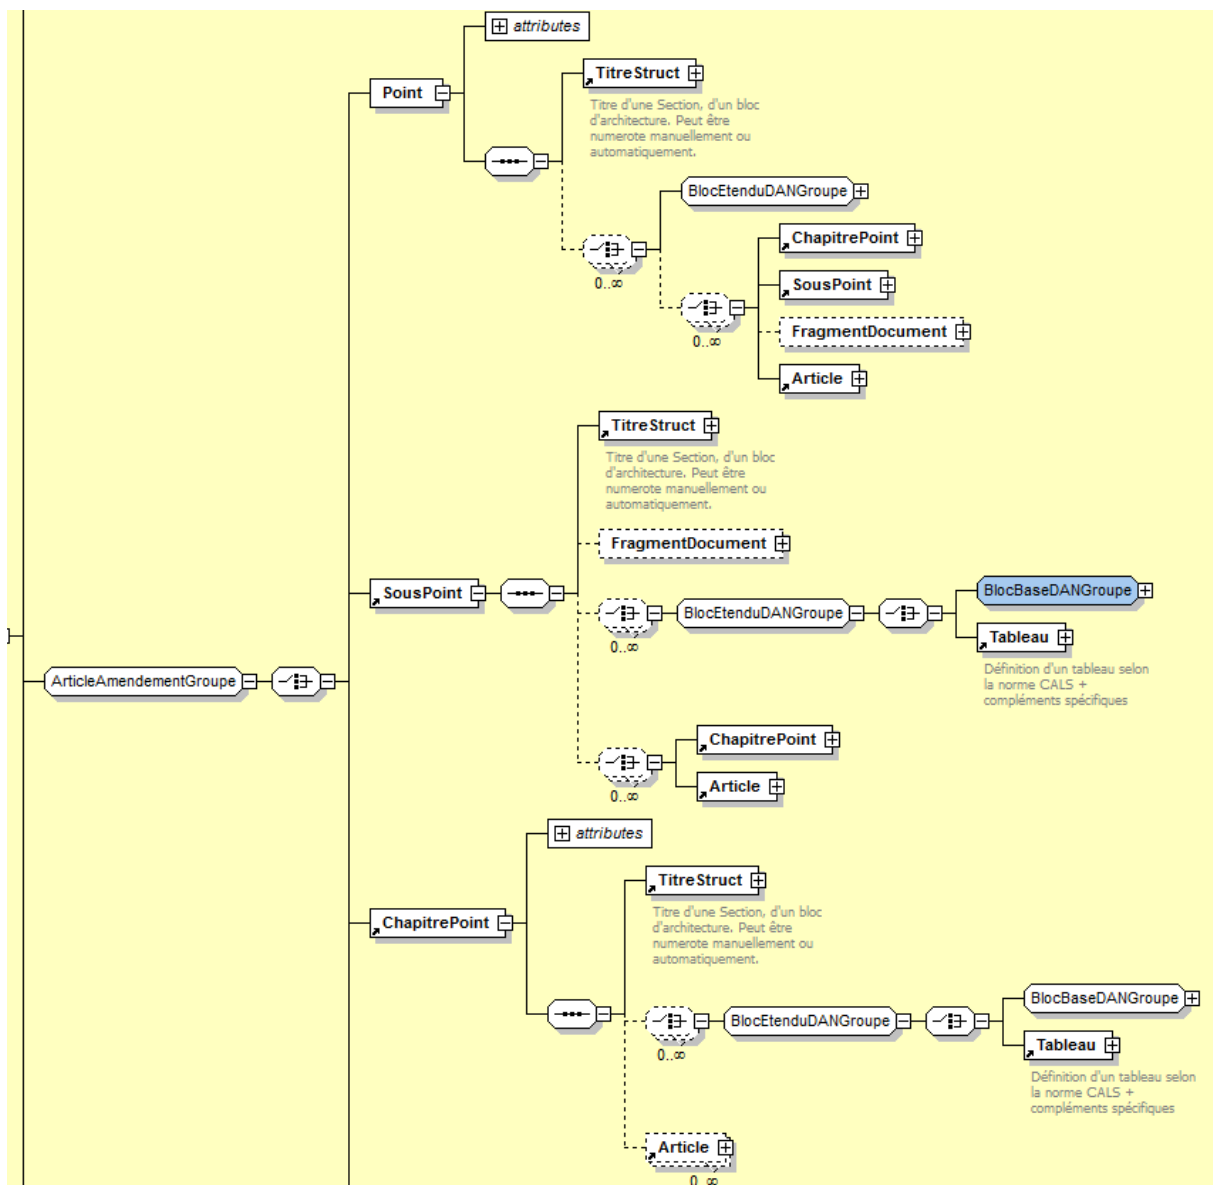 attributes
TitreStruct
Point
Titre d'une Section, d'un bloc
d'architecture. Peut être
numerote manuellement ou
automatiquement.
BlocEtenduDANGroupe
ChapitrePoint
0..∞
SousPoint
FragmentDocument
0..∞
Article
TitreStruct
Titre d'une Section, d'un bloc
d'architecture. Peut être
numerote manuellement ou
automatiquement.
FragmentDocument
SousPoint
BlocBaseDANGroupe
BlocEtenduDANGroupe
0..∞
Tableau
Définition d'un tableau selon
la norme CALS +
compléments spécifiques
ArticleAmendementGroupe
ChapitrePoint
Article
0..∞
attributes
TitreStruct
Titre d'une Section, d'un bloc
d'architecture. Peut être
numerote manuellement ou
automatiquement.
ChapitrePoint
BlocBaseDANGroupe
BlocEtenduDANGroupe
0..∞
Tableau
Définition d'un tableau selon
la norme CALS +
compléments spécifiques
Article
0..∞